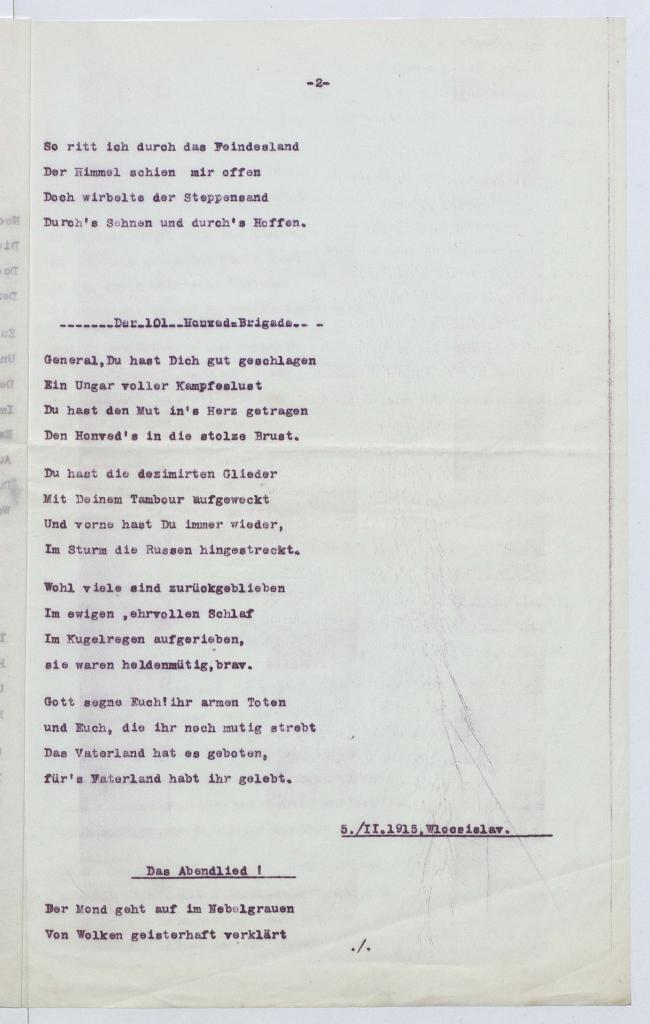 -2-
So ritt ich durch das Feindesland
Der Himmel schien mir offen
Doch wirbelte der Steppensand
Durch's Sehnen und durch's Hoffen.
-------Der 101 Honved-Brigade.- -
General,Du hast Dich gut geschlagen
Ein Ungar voller Kampfeslust
Du hast den Mut in's Herz getragen
Den Honved's in die stolze Brust.
Du hast die dezimirten Glieder
Mit Deinem Tambour aufgeweckt
Und vorne hast Du immer wieder,
Im Sturm die Russen hingestreckt.
Wohl viele sind zurückgeblieben
Im ewigen ,ehrvollen Schlaf
Im Kugelregen aufgerieben,
sie waren heldenmütig,brav.
Gott segne Euch!ihr armen Toten
und Euch, die ihr noch mutig strebt
Das Vaterland hat es geboten,
für's Vaterland habt ihr gelebt.
5./II.1915,Wlocsislav.
Das Abendlied !
Der Mond geht auf im Nebelgrauen
Von Wolken geisterhaft verklärt
./.